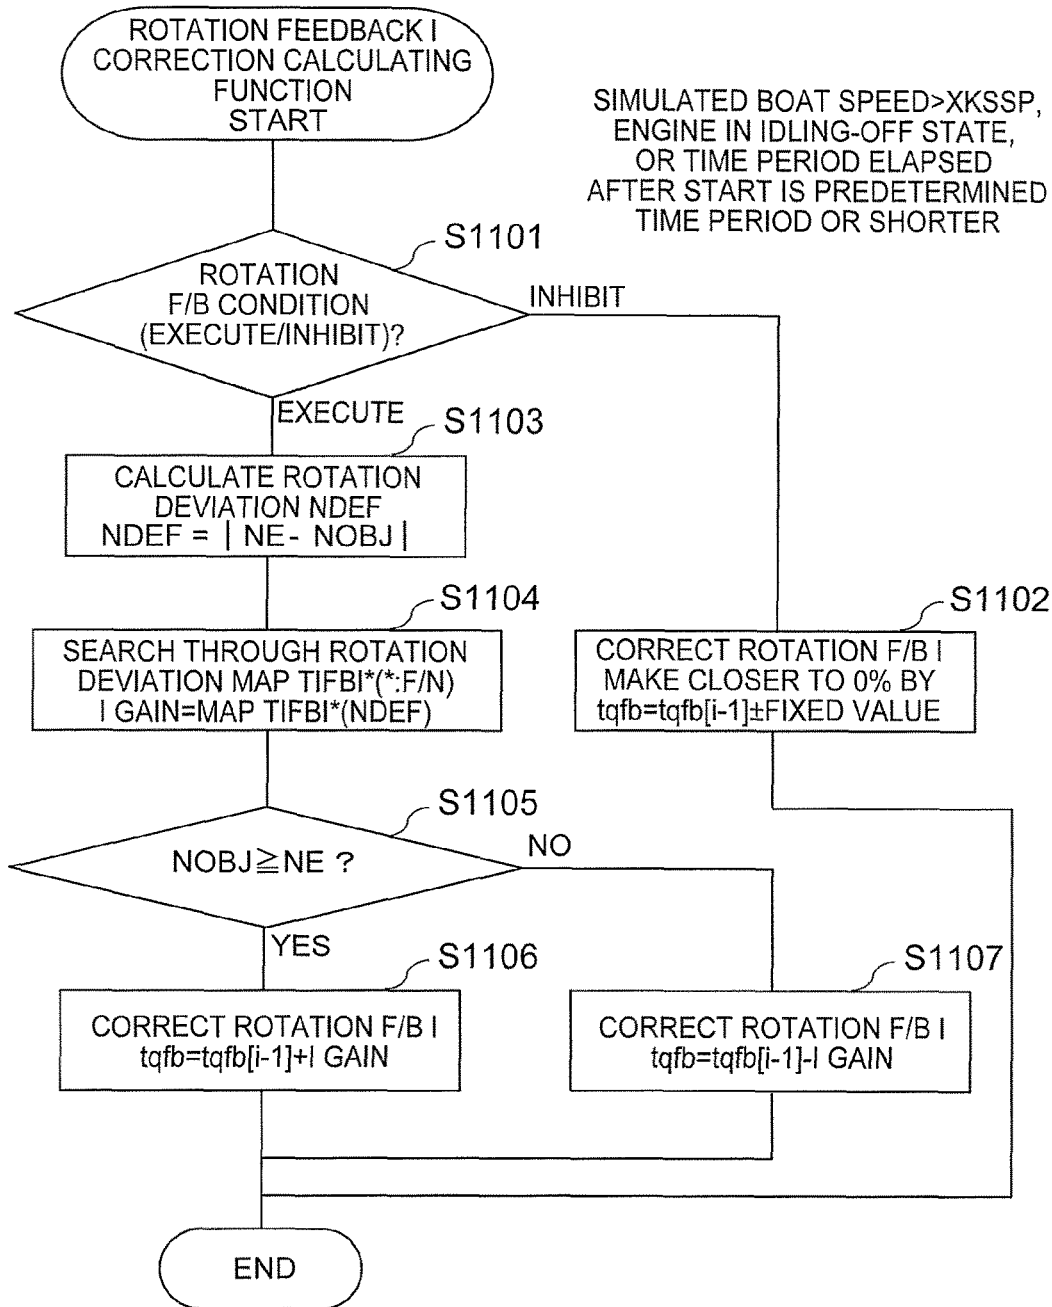 ROTATION FEEDBACK I
CORRECTION CALCULATING
FUNCTION
START
SIMULATED BOAT SPEED>XKSSP,
ENGINE IN IDLING-OFF STATE,
OR TIME PERIOD ELAPSED
AFTER START IS PREDETERMINED
TIME PERIOD OR SHORTER
S1101
ROTATION
F/B CONDITION
(EXECUTE/INHIBIT)?
INHIBIT
EXECUTE
S1103
CALCULATE ROTATION
DEVIATION NDEF
NDEF = | NE- NOBJ |
S1104
SEARCH THROUGH ROTATION
DEVIATION MAP TIFBI*(*:F/N)
I GAIN=MAP TIFBI*(NDEF)
S1102
CORRECT ROTATION F/B I
MAKE CLOSER TO 0% BY
tqfb=tqfb[i-1]±FIXED VALUE
S1105
NOBJ≧NE ?
NO
YES
S1106
CORRECT ROTATION F/B I
tqfb=tqfb[i-1]+I GAIN
S1107
CORRECT ROTATION F/B I
tqfb=tqfb[i-1]-I GAIN
END